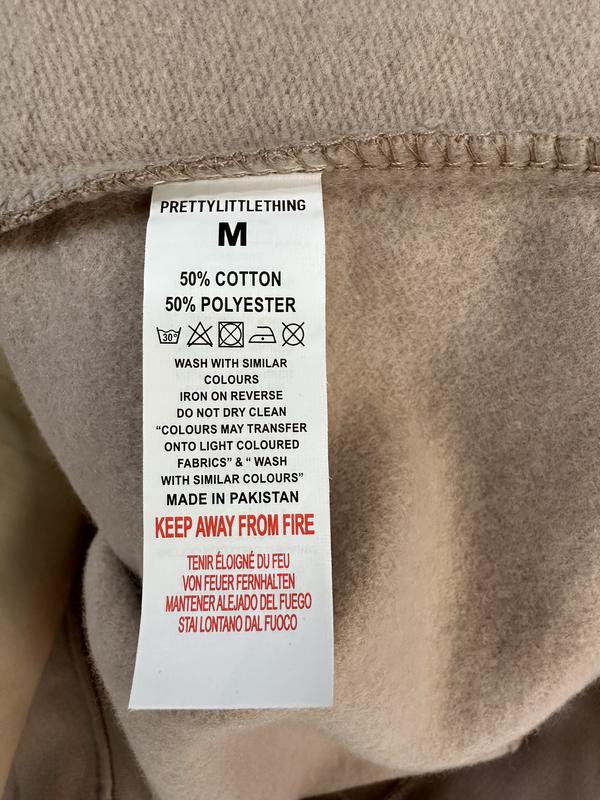 PRETTYLITTLETHING
M
50% COTTON
50% POLYESTER
30°
WASH WITH SIMILAR
COLOURS
IRON ON REVERSE
DO NOT DRY CLEAN
“COLOURS MAY TRANSFER
ONTO LIGHT COLOURED
FABRICS” & “ WASH
WITH SIMILAR COLOURS”
MADE IN PAKISTAN
KEEP AWAY FROM FIRE
TENIR ÉLOIGNÉ DU FEU
VON FEUER FERNHALTEN
MANTENER ALEJADO DEL FUEGO
STAI LONTANO DAL FUOCO